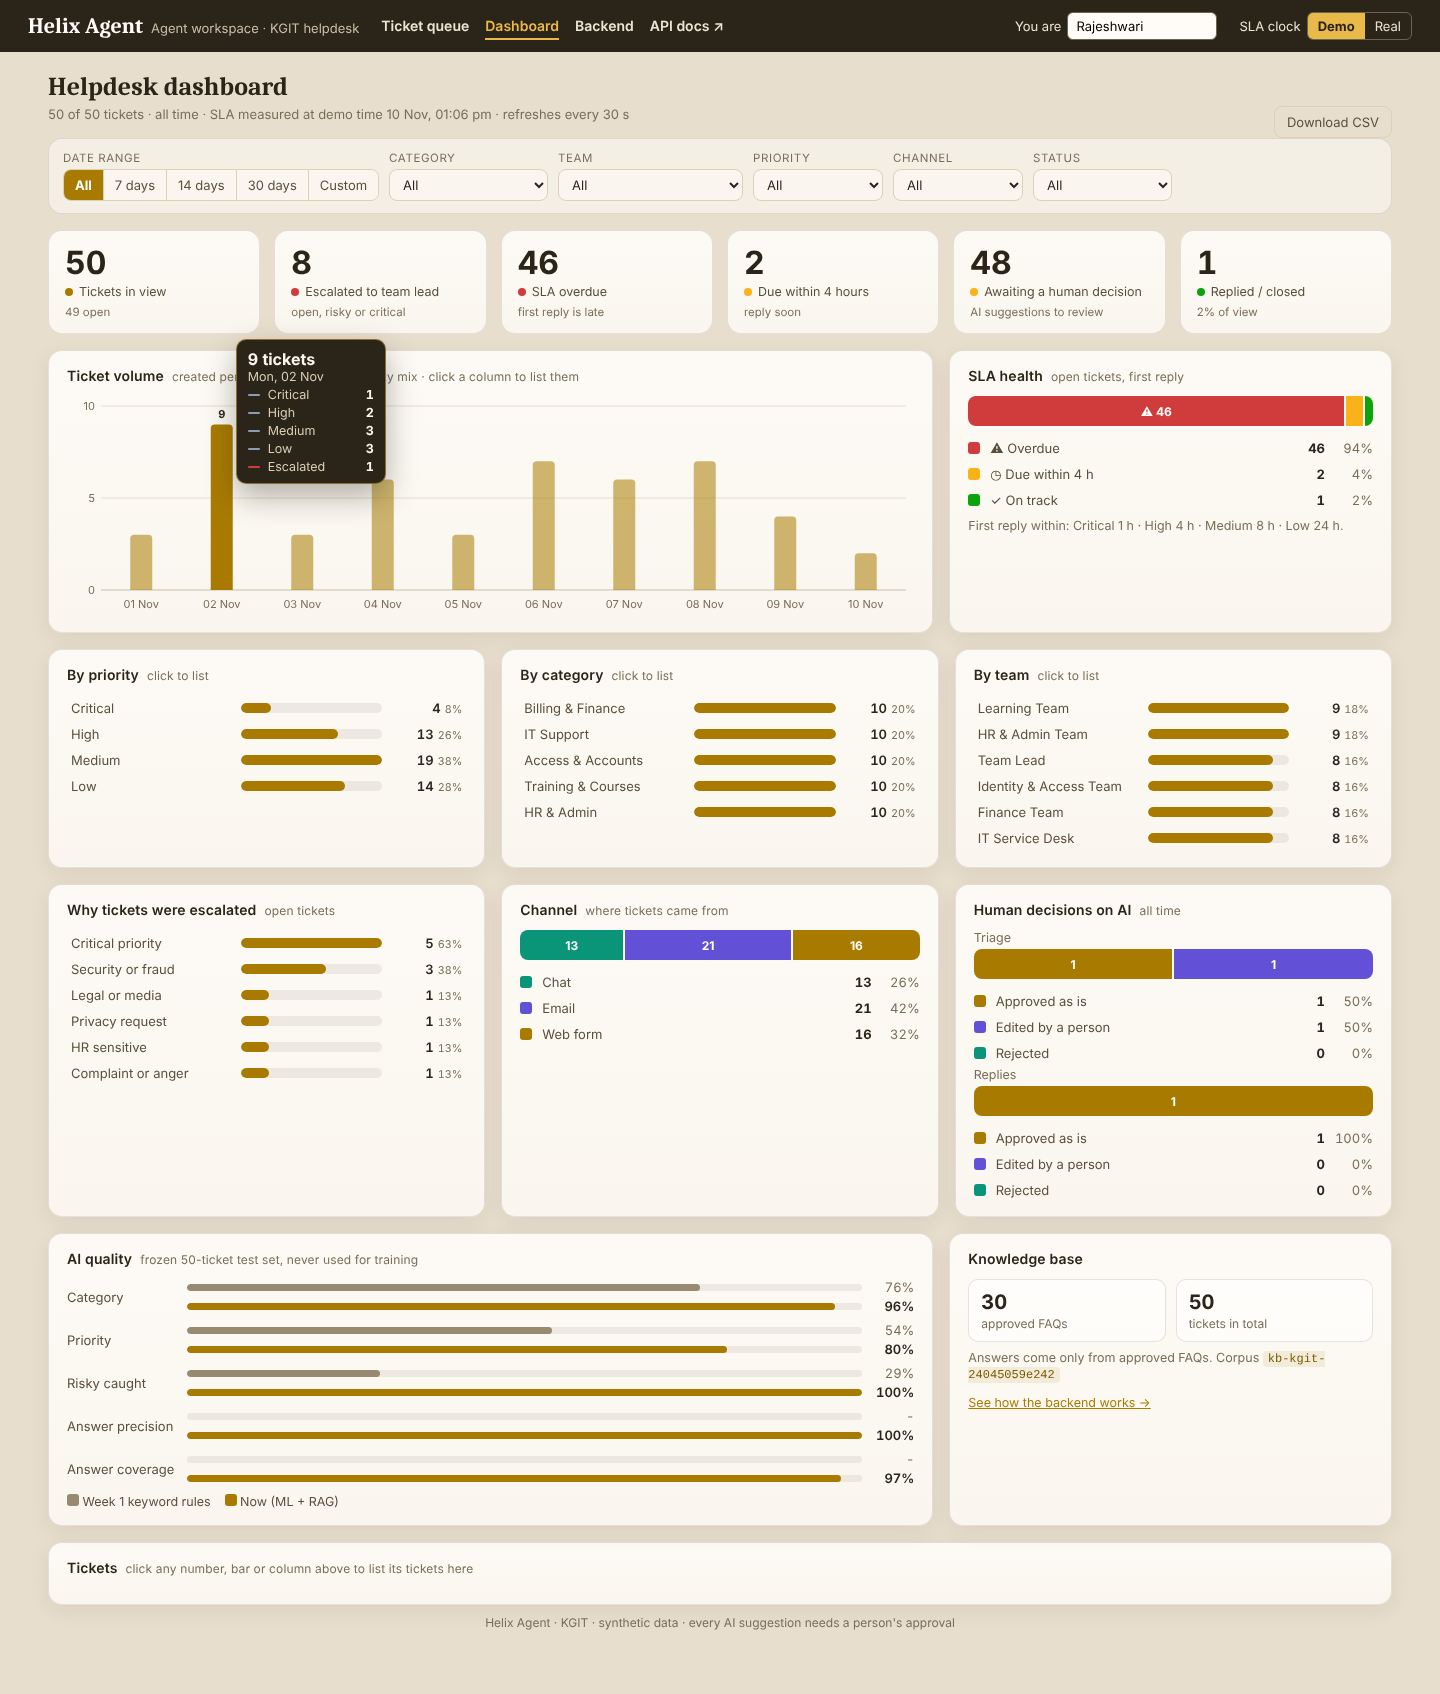 Helix Agent Agent workspace · KGIT helpdesk Ticket queue Dashboard Backend API docs ↗ You are Rajeshwari SLA clock Demo Real
Helpdesk dashboard
50 of 50 tickets · all time · SLA measured at demo time 10 Nov, 01:06 pm · refreshes every 30 s
Download CSV
DATE RANGE CATEGORY TEAM PRIORITY CHANNEL STATUS
All 7 days 14 days 30 days Custom All All All All All
50
Tickets in view
49 open
8
Escalated to team lead
open, risky or critical
46
SLA overdue
first reply is late
2
Due within 4 hours
reply soon
48
Awaiting a human decision
AI suggestions to review
1
Replied / closed
2% of view
Ticket volume created per y mix · click a column to list them
9 tickets
Mon, 02 Nov
Critical 1
High 2
Medium 3
Low 3
Escalated 1
10
9
5
0
01 Nov 02 Nov 03 Nov 04 Nov 05 Nov 06 Nov 07 Nov 08 Nov 09 Nov 10 Nov
SLA health open tickets, first reply
⚠ 46
⚠ Overdue 46 94%
◷ Due within 4 h 2 4%
✓ On track 1 2%
First reply within: Critical 1 h · High 4 h · Medium 8 h · Low 24 h.
By priority click to list
Critical 4 8%
High 13 26%
Medium 19 38%
Low 14 28%
By category click to list
Billing & Finance 10 20%
IT Support 10 20%
Access & Accounts 10 20%
Training & Courses 10 20%
HR & Admin 10 20%
By team click to list
Learning Team 9 18%
HR & Admin Team 9 18%
Team Lead 8 16%
Identity & Access Team 8 16%
Finance Team 8 16%
IT Service Desk 8 16%
Why tickets were escalated open tickets
Critical priority 5 63%
Security or fraud 3 38%
Legal or media 1 13%
Privacy request 1 13%
HR sensitive 1 13%
Complaint or anger 1 13%
Channel where tickets came from
13 21 16
Chat 13 26%
Email 21 42%
Web form 16 32%
Human decisions on AI all time
Triage
1 1
Approved as is 1 50%
Edited by a person 1 50%
Rejected 0 0%
Replies
1
Approved as is 1 100%
Edited by a person 0 0%
Rejected 0 0%
AI quality frozen 50-ticket test set, never used for training
Category 76%
96%
Priority 54%
80%
Risky caught 29%
100%
Answer precision -
100%
Answer coverage -
97%
Week 1 keyword rules Now (ML + RAG)
Knowledge base
30
approved FAQs
50
tickets in total
Answers come only from approved FAQs. Corpus kb-kgit-
24045059e242
See how the backend works →
Tickets click any number, bar or column above to list its tickets here
Helix Agent · KGIT · synthetic data · every AI suggestion needs a person's approval